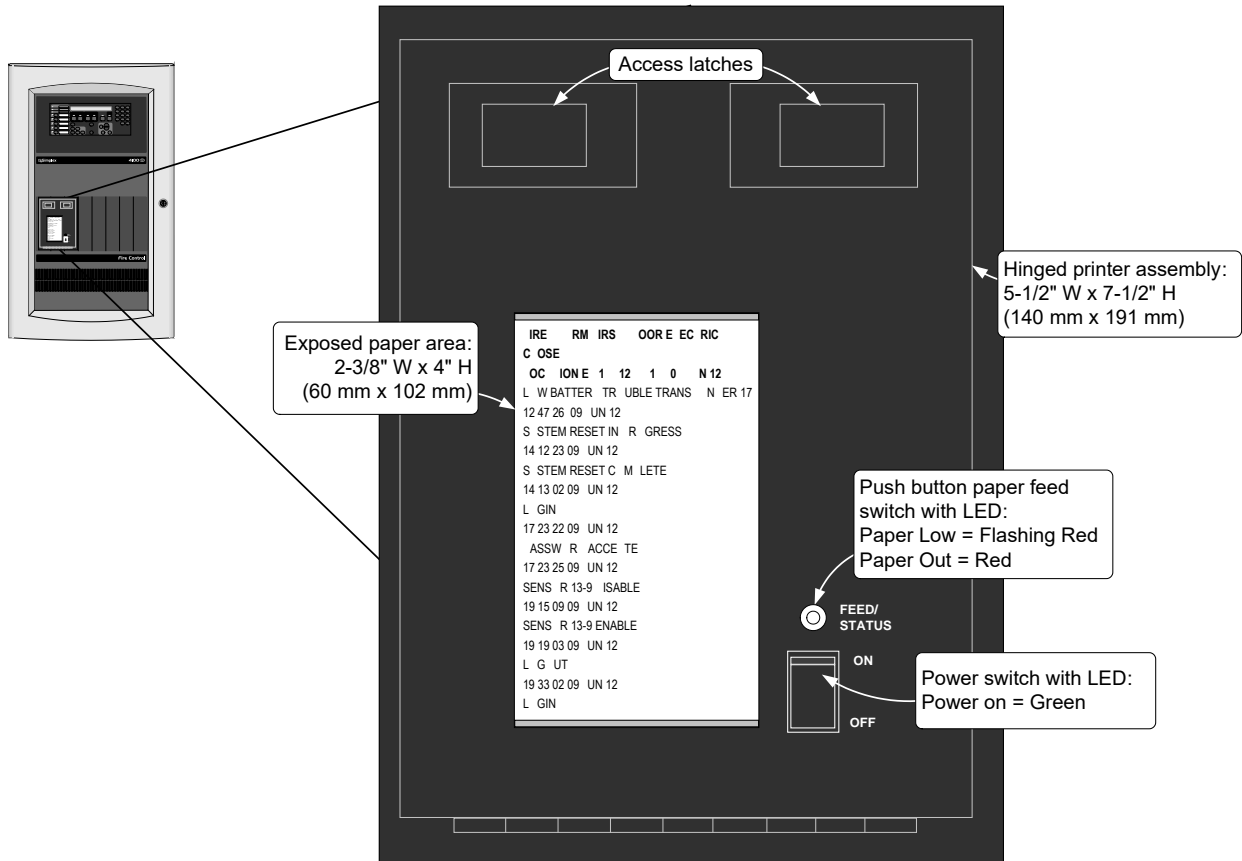 Access latches
Simplex
4100
Fire Control
Hinged printer assembly:
5-1/2" W x 7-1/2" H
(140 mm x 191 mm)
Exposed paper area:
2-3/8" W x 4" H
(60 mm x 102 mm)
IRE RM IRS OOR E EC RIC
C OSE
OC ION E 1 12 1 0 N 12
L W BATTER TR UBLE TRANS N ER 17
12 47 26 09 UN 12
S STEM RESET IN R GRESS
14 12 23 09 UN 12
S STEM RESET C M LETE
14 13 02 09 UN 12
L GIN
17 23 22 09 UN 12
ASSW R ACCE TE
17 23 25 09 UN 12
SENS R 13-9 ISABLE
19 15 09 09 UN 12
SENS R 13-9 ENABLE
19 19 03 09 UN 12
L G UT
19 33 02 09 UN 12
L GIN
Push button paper feed
switch with LED:
Paper Low = Flashing Red
Paper Out = Red
FEED/
STATUS
ON
OFF
Power switch with LED:
Power on = Green